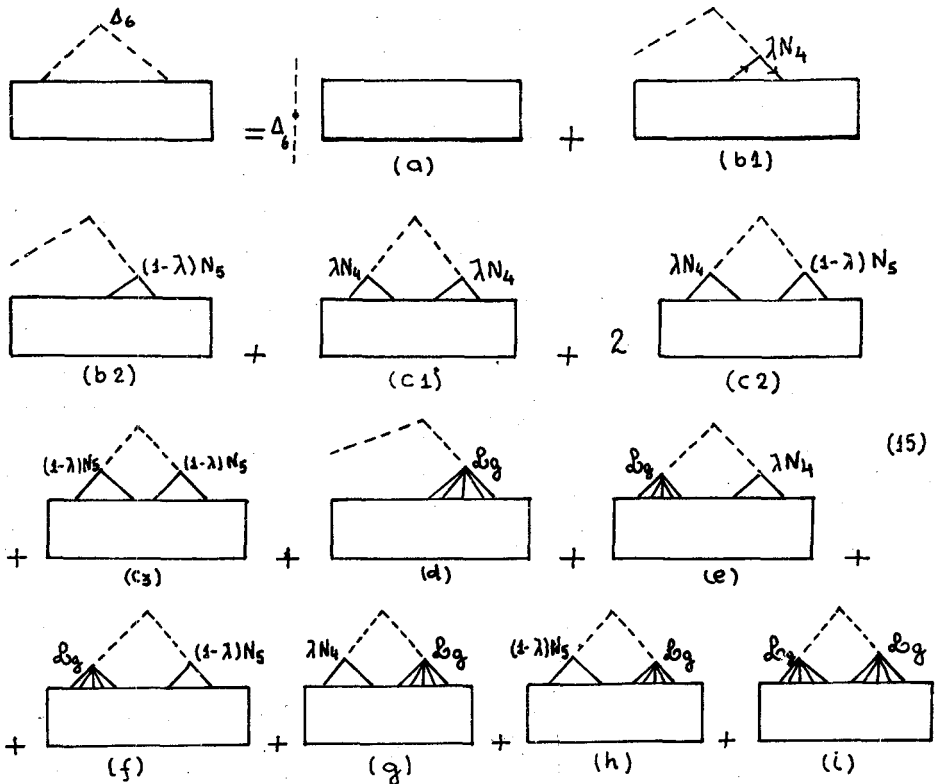 Δ₆
= Δ₆ + λN₄
(a) (b1)
(1-λ)N₅ λN₄ λN₄ λN₄ (1-λ)N₅
+ + 2
(b2) (c1) (c2)
(1-λ)N₅ (1-λ)N₅ ℒg ℒg λN₄ (15)
+ + + +
(c3) (d) (e)
ℒg (1-λ)N₅ λN₄ ℒg (1-λ)N₅ ℒg ℒg ℒg
+ + + +
(f) (g) (h) (i)